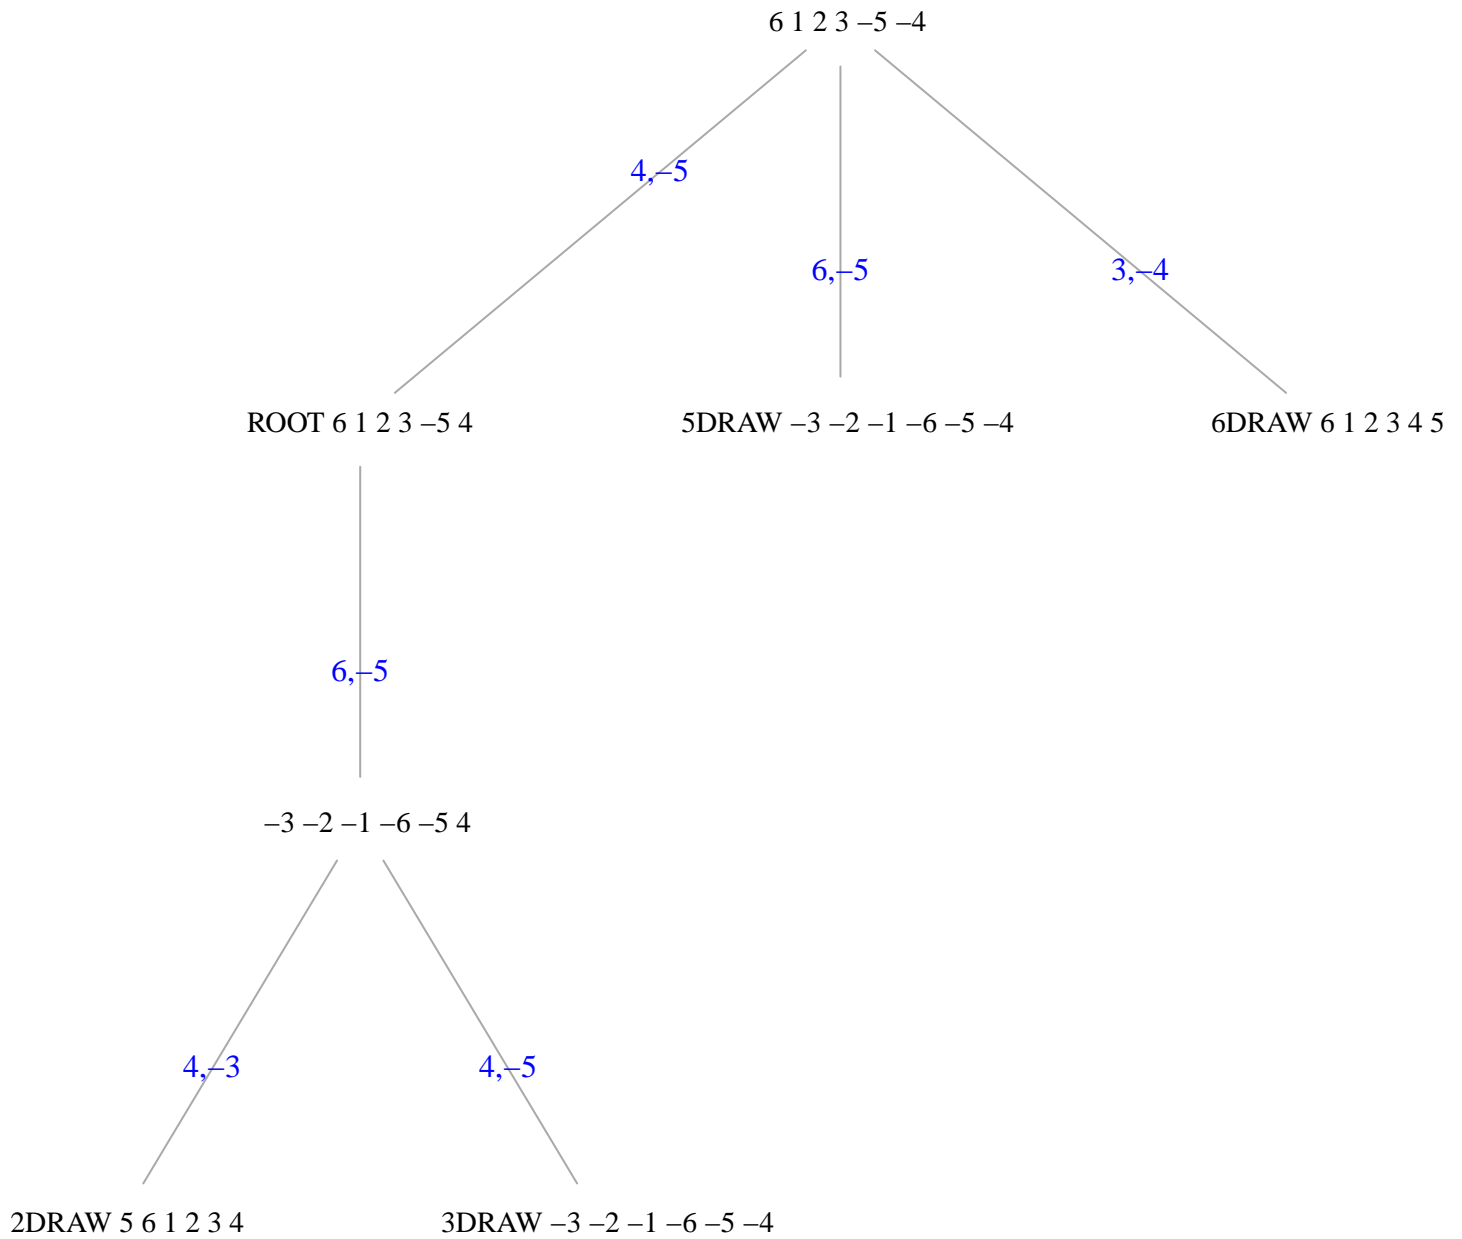 6 1 2 3 –5 –4
4,–5
6,–5
3,–4
ROOT 6 1 2 3 –5 4
5DRAW –3 –2 –1 –6 –5 –4
6DRAW 6 1 2 3 4 5
6,–5
–3 –2 –1 –6 –5 4
4,–3
4,–5
2DRAW 5 6 1 2 3 4
3DRAW –3 –2 –1 –6 –5 –4